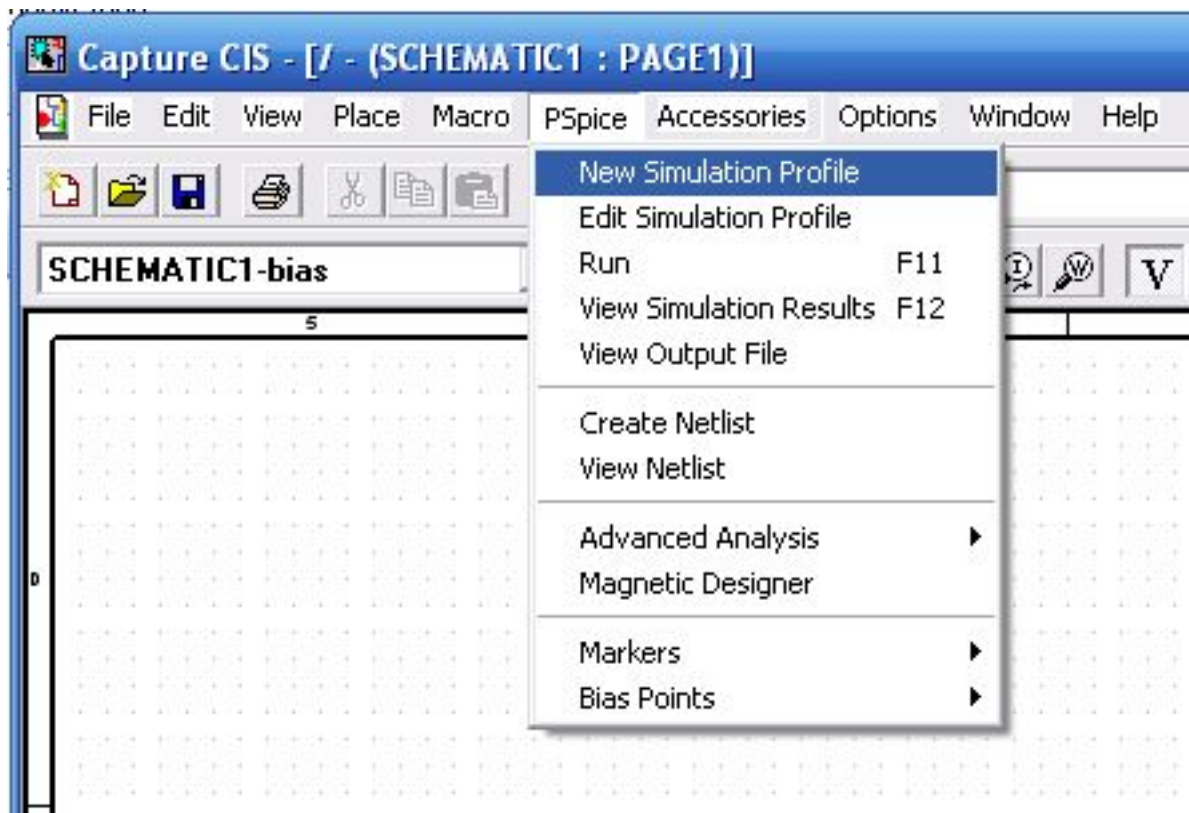 Capture CIS - [/ - (SCHEMATIC1 : PAGE1)]
File Edit View Place Macro PSpice Accessories Options Window Help
New Simulation Profile
Edit Simulation Profile
SCHEMATIC1-bias
Run F11
I W V
View Simulation Results F12
5
View Output File
Create Netlist
View Netlist
Advanced Analysis
D
Magnetic Designer
Markers
Bias Points